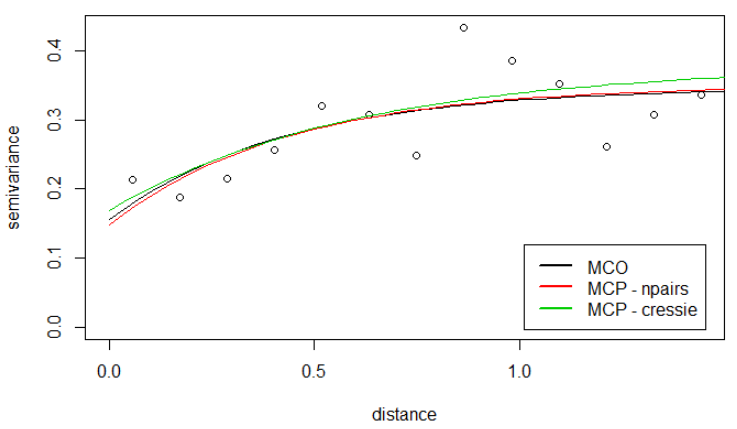 semivariance
0.4
0.3
0.2
0.1
0.0
0.0 0.5 1.0
distance
MCO
MCP - npairs
MCP - cressie